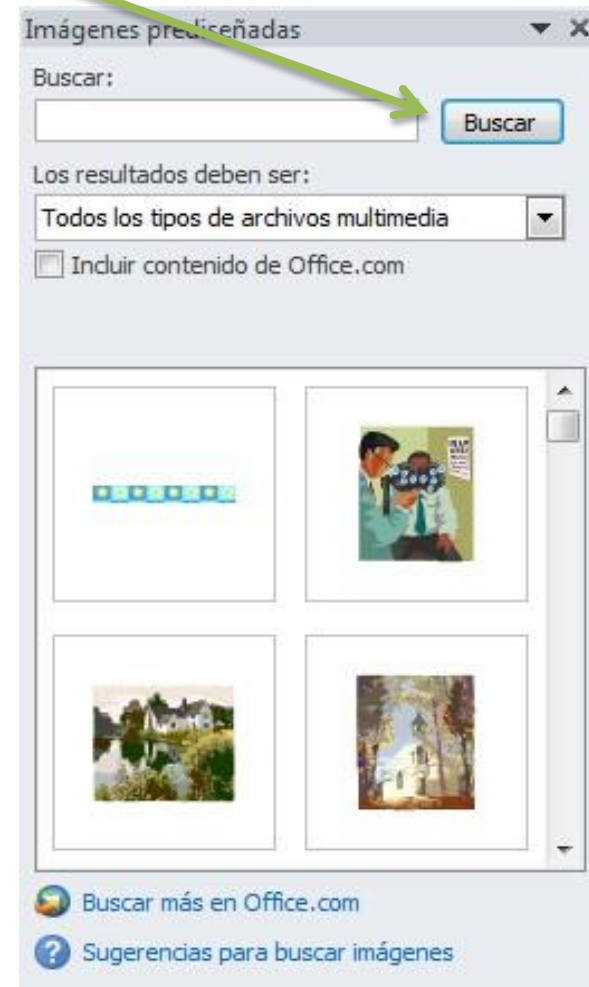 Imágenes prediseñadas
Buscar:
Buscar
Los resultados deben ser:
Todos los tipos de archivos multimedia
Incluir contenido de Office.com
Buscar más en Office.com
Sugerencias para buscar imágenes